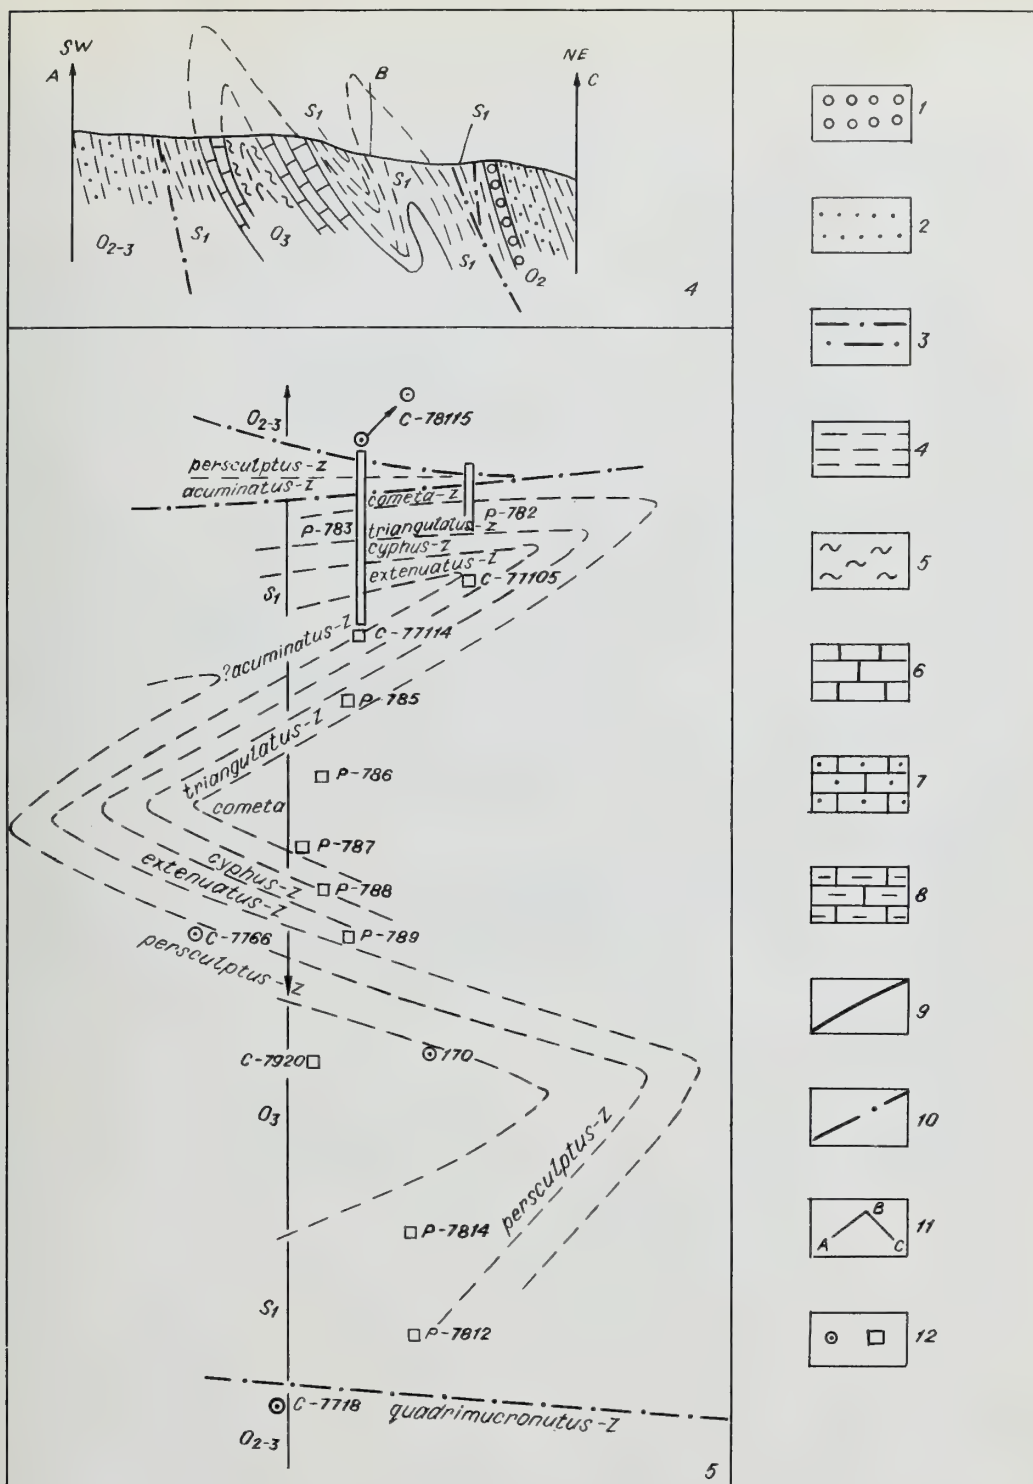 SW
A
B
NE
C
S1
S1
S1
S1
S1
O2-3
O3
O2
4
O2-3
C-78115
persculptus-z
acuminatus-z
cometa-z
P-783
P-782
triangulatus-z
cyphus-z
extenuatus-z
C-77105
S1
C-77114
?acuminatus-z
P-785
triangulatus-z
P-786
cometa
P-787
cyphus-z
P-788
extenuatus-z
C-7766
P-789
persculptus-z
C-7920
170
O3
persculptus-z
P-7814
S1
P-7812
C-7718
quadrimucronutus-z
O2-3
5
1
2
3
4
5
6
7
8
9
10
A
B
C
11
12